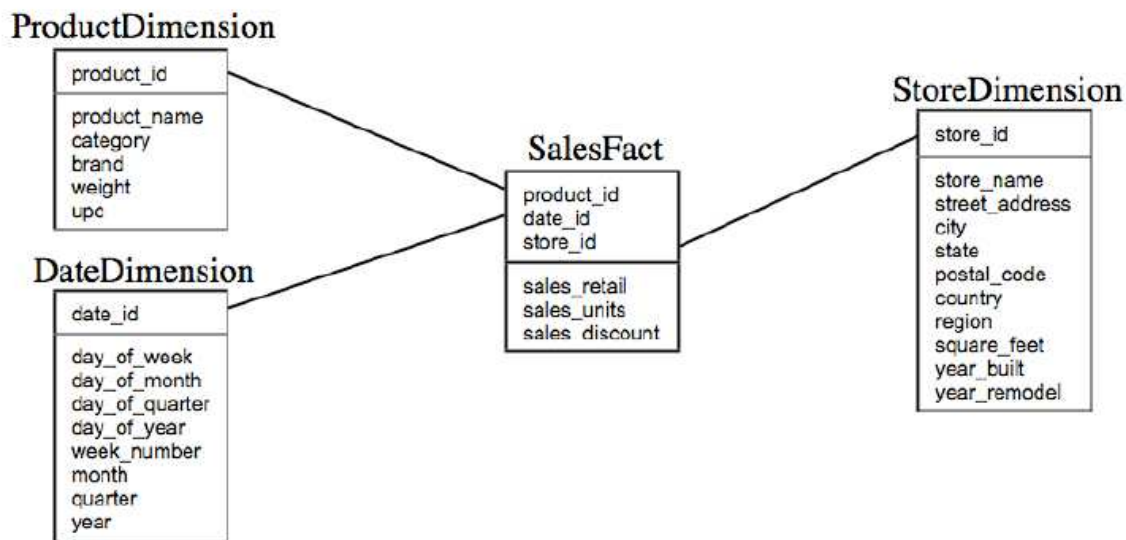 ProductDimension
product_id
product_name
category
brand
weight
upc
DateDimension
date_id
day_of_week
day_of_month
day_of_quarter
day_of_year
week_number
month
quarter
year
SalesFact
product_id
date_id
store_id
sales_retail
sales_units
sales_discount
StoreDimension
store_id
store_name
street_address
city
state
postal_code
country
region
square_feet
year_built
year_remodel